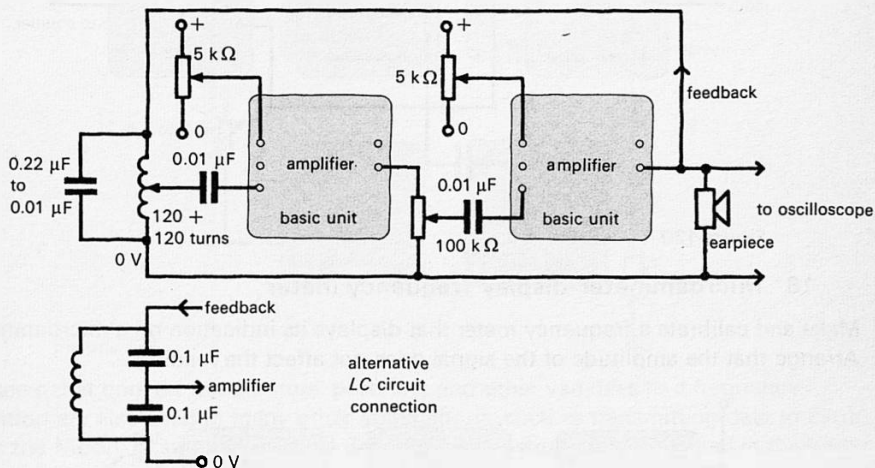 +
+
5 kΩ
5 kΩ
feedback
0
0
0.22 µF
to
0.01 µF
0.01 µF
amplifier
0.01 µF
amplifier
120 +
120 turns
basic unit
100 kΩ
basic unit
to oscilloscope
earpiece
0 V
feedback
0.1 µF
amplifier
0.1 µF
alternative
LC circuit
connection
0 V